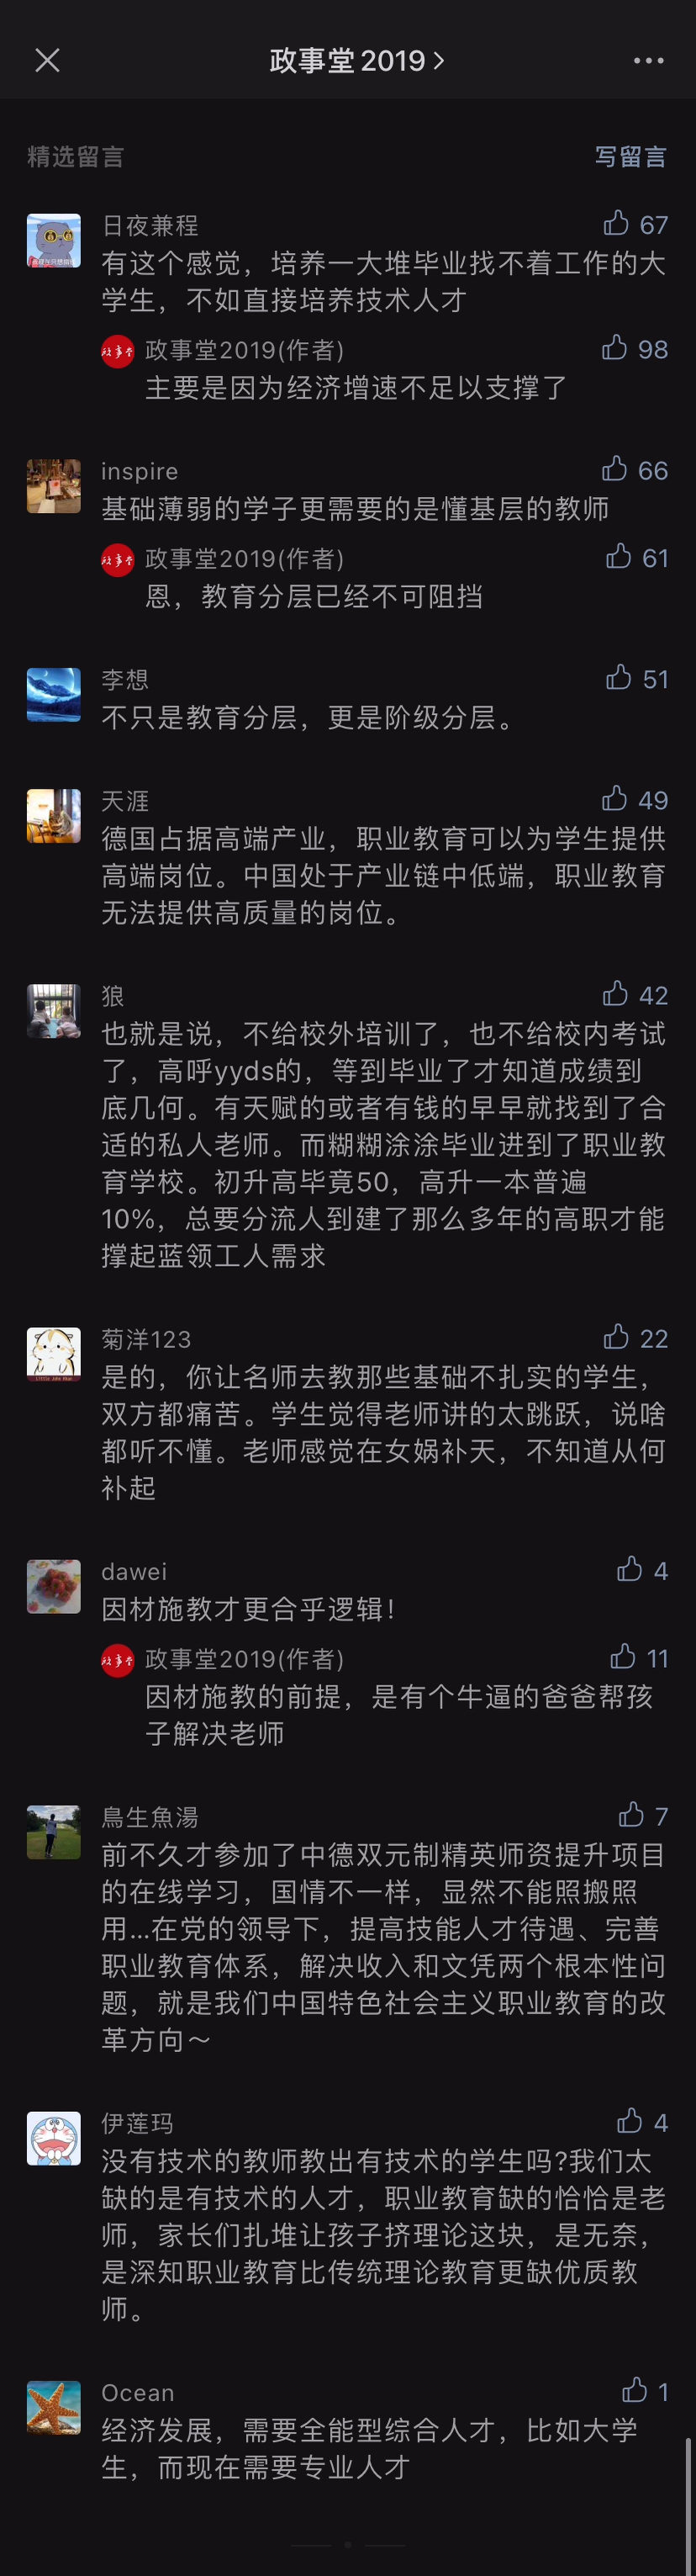 政事堂2019
精选留言
写留言
日夜兼程
67
有这个感觉，培养一大堆毕业找不着工作的大
学生，不如直接培养技术人才
政事堂
政事堂2019(作者)
98
主要是因为经济增速不足以支撑了
inspire
66
基础薄弱的学子更需要的是懂基层的教师
政事堂
政事堂2019(作者)
61
恩，教育分层已经不可阻挡
李想
51
不只是教育分层，更是阶级分层。
天涯
49
德国占据高端产业，职业教育可以为学生提供
高端岗位。中国处于产业链中低端，职业教育
无法提供高质量的岗位。
狼
42
也就是说，不给校外培训了，也不给校内考试
了，高呼yyds的，等到毕业了才知道成绩到
底几何。有天赋的或者有钱的早早就找到了合
适的私人老师。而糊糊涂涂毕业进到了职业教
育学校。初升高毕竟50，高升一本普遍
10%，总要分流人到建了那么多年的高职才能
撑起蓝领工人需求
菊洋123
22
是的，你让名师去教那些基础不扎实的学生，
双方都痛苦。学生觉得老师讲的太跳跃，说啥
都听不懂。老师感觉在女娲补天，不知道从何
补起
dawei
4
因材施教才更合乎逻辑！
政事堂
政事堂2019(作者)
11
因材施教的前提，是有个牛逼的爸爸帮孩
子解决老师
鳥生魚湯
7
前不久才参加了中德双元制精英师资提升项目
的在线学习，国情不一样，显然不能照搬照
用...在党的领导下，提高技能人才待遇、完善
职业教育体系，解决收入和文凭两个根本性问
题，就是我们中国特色社会主义职业教育的改
革方向～
伊莲玛
4
没有技术的教师教出有技术的学生吗?我们太
缺的是有技术的人才，职业教育缺的恰恰是老
师，家长们扎堆让孩子挤理论这块，是无奈，
是深知职业教育比传统理论教育更缺优质教
师。
Ocean
1
经济发展，需要全能型综合人才，比如大学
生，而现在需要专业人才